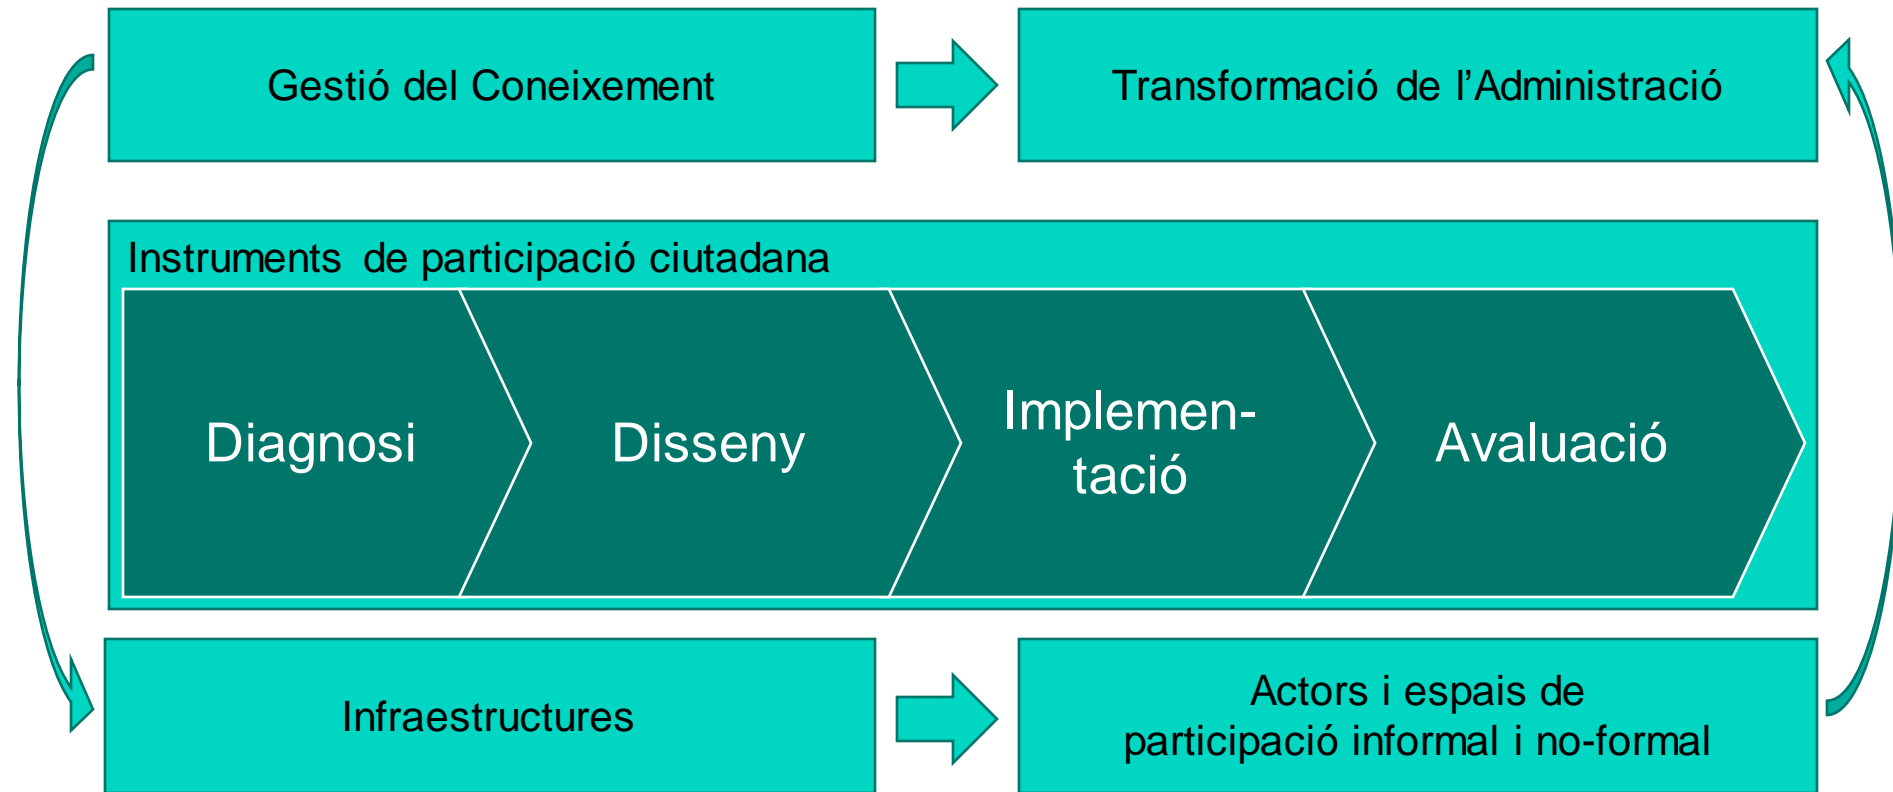 Gestió del Coneixement
Transformació de l’Administració
Instruments de participació ciutadana
Diagnosi
Disseny
Implemen-
tació
Avaluació
Infraestructures
Actors i espais de
participació informal i no-formal